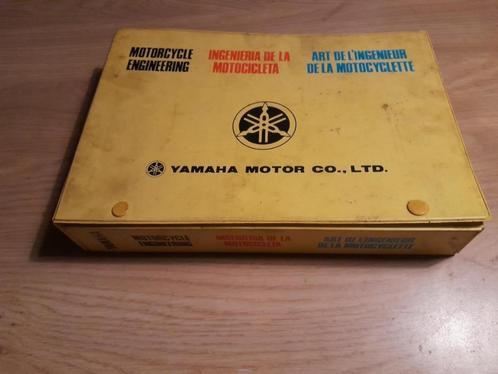 MOTORCYCLE
ENGINEERING
INGENIERIA DE LA
MOTOCICLETA
ART DE L'INGENIEUR
DE LA MOTOCYCLETTE
YAMAHA MOTOR CO., LTD.
MOTORCYCLE
ENGINEERING
INGENIERIA DE LA
MOTOCICLETA
ART DE L'INGENIEUR
DE LA MOTOCYCLETTE